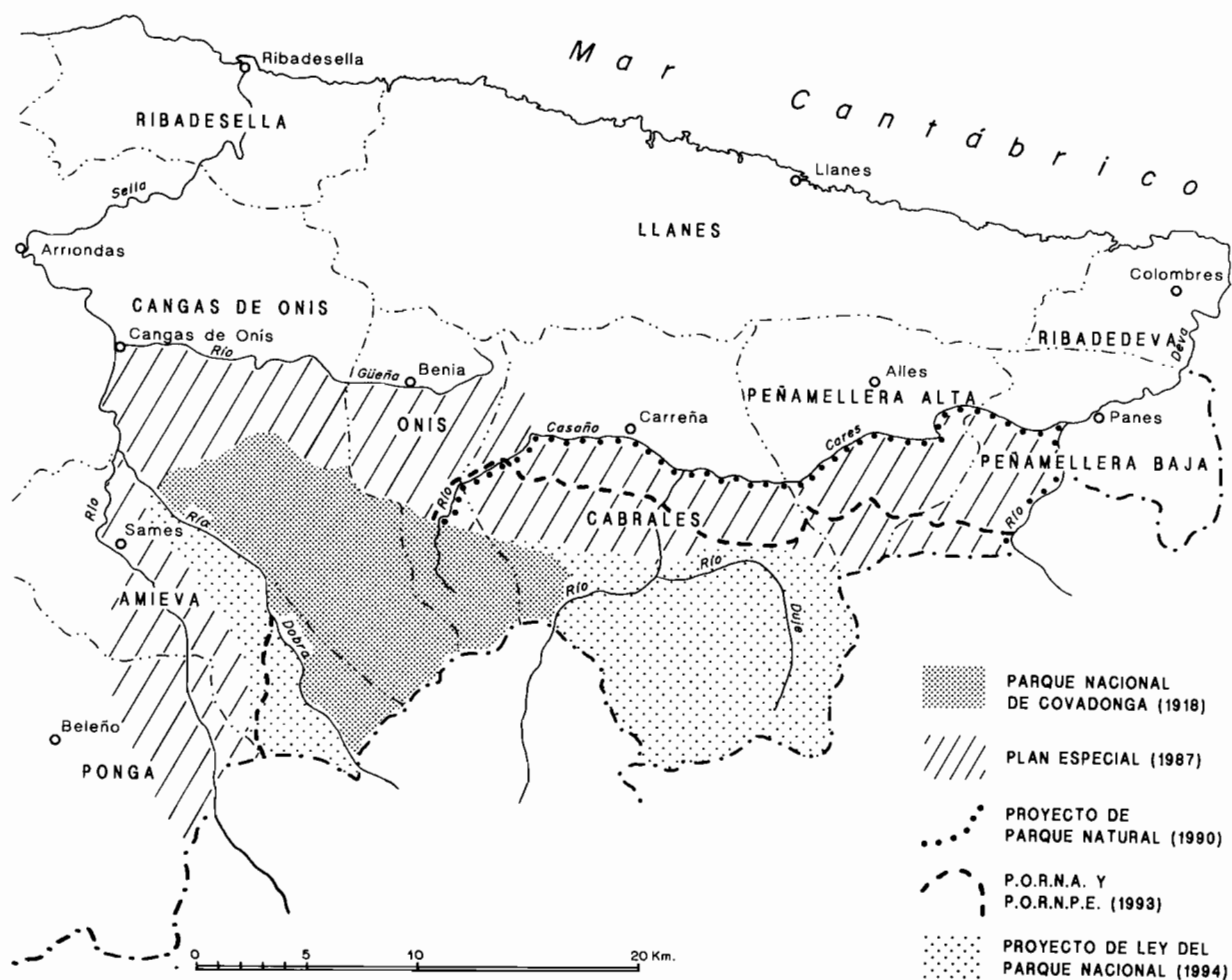 Mar Cantábrico
Ribadesella
RIBADESELLA
Sella
Llanes
LLANES
Arriondas
Colombres
CANGAS DE ONIS
Cangas de Onís
Río
Güeña
Benia
RIBADEDEVA
Deva
Alles
PEÑAMELLERA ALTA
ONIS
Carreña
Casaño
Cares
Panes
PEÑAMELLERA BAJA
Río
Río
CABRALES
Río
Río
Sames
Río
Río
AMIEVA
Dobra
Duje
Beleño
PONGA
PARQUE NACIONAL
DE COVADONGA (1918)
PLAN ESPECIAL (1987)
PROYECTO DE
PARQUE NATURAL (1990)
P.O.R.N.A. Y
P.O.R.N.P.E. (1993)
PROYECTO DE LEY DEL
PARQUE NACIONAL (1994)
0 5 10 20 Km.